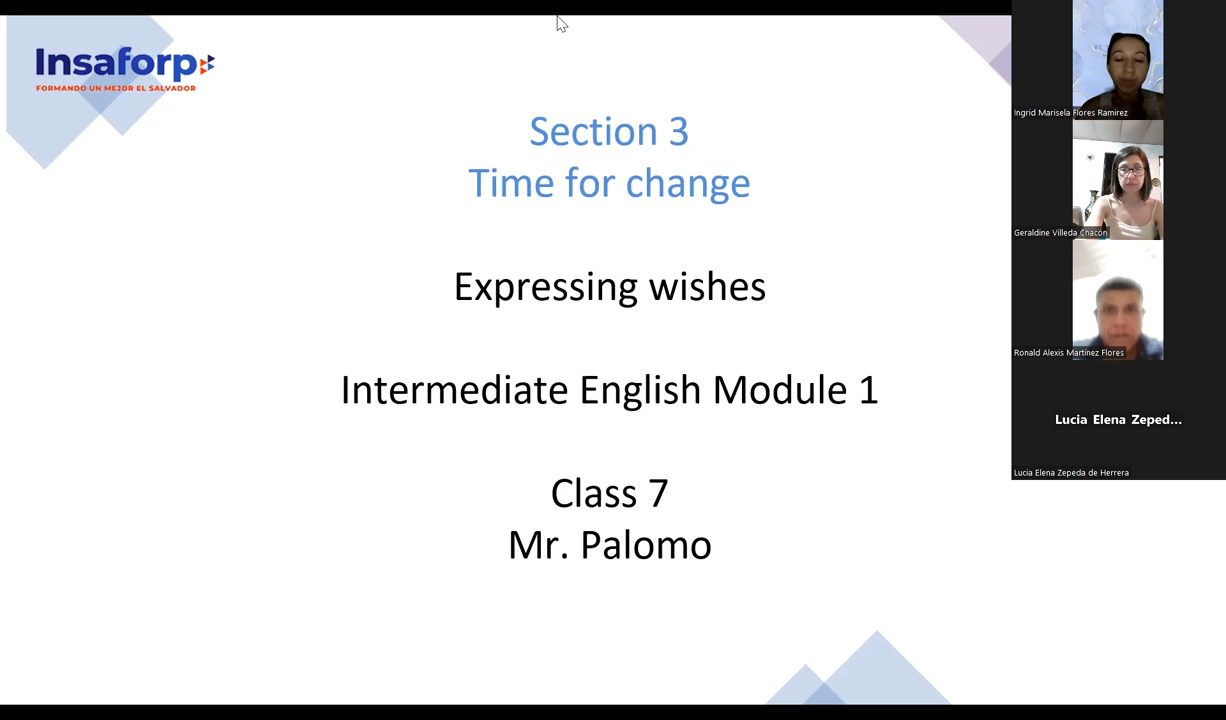 Insaforp
FORMANDO UN MEJOR EL SALVADOR
Section 3
Time for change
Expressing wishes
Intermediate English Module 1
Class 7
Mr. Palomo
Ingrid Marisela Flores Ramirez
Geraldine Villeda Chacón
Ronald Alexis Martínez Flores
Lucia Elena Zeped...
Lucia Elena Zepeda de Herrera